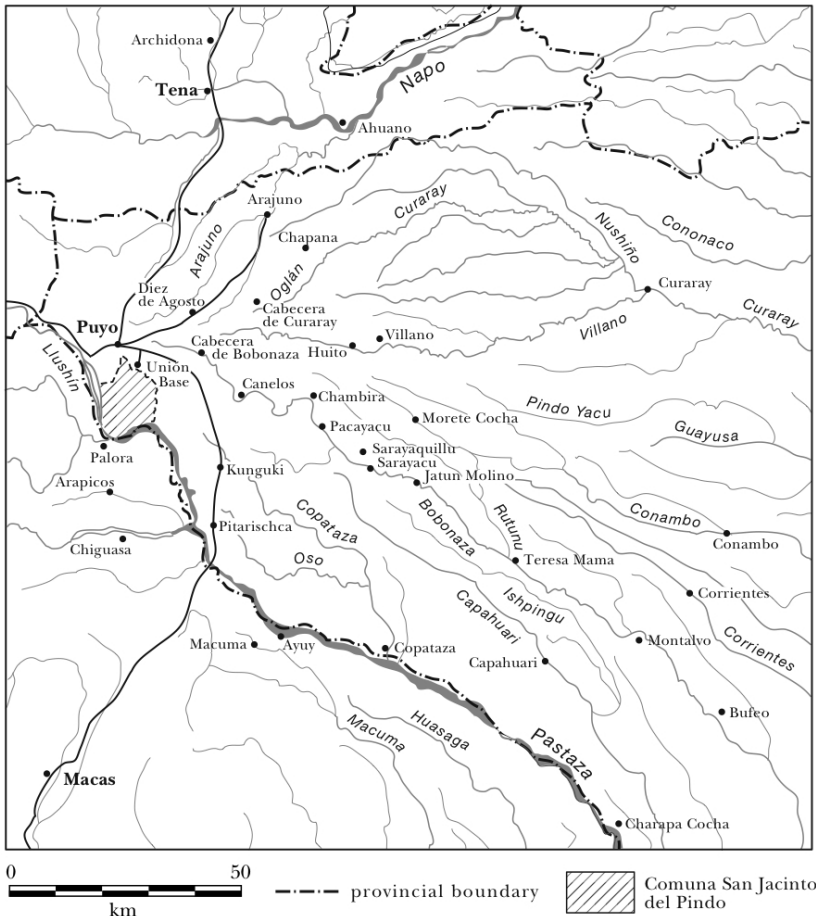 Archidona
Tena
Napo
Ahuano
Arajuno
Curaray
Chapana
Arajuno
Nushiño
Cononaco
Oglán
Diez
de Agosto
Curaray
Cabecera
de Curaray
Curaray
Puyo
Villano
Villano
Huito
Cabecera
de Bobonaza
Llushín
Unión
Base
Canelos
Chambira
Pindo Yacu
Morete Cocha
Guayusa
Pacayacu
Palora
Sarayaquillu
Sarayacu
Kunguki
Jatun Molino
Arapicos
Copataza
Bobonaza
Rutunu
Conambo
Pitarischca
Chiguasa
Conambo
Oso
Teresa Mama
Ishpingu
Corrientes
Capahuari
Macuma
Ayuy
Copataza
Montalvo
Corrientes
Capahuari
Bufeo
Macuma
Huasaga
Pastaza
Macas
Charapa Cocha
0 50
km
provincial boundary
Comuna San Jacinto
del Pindo